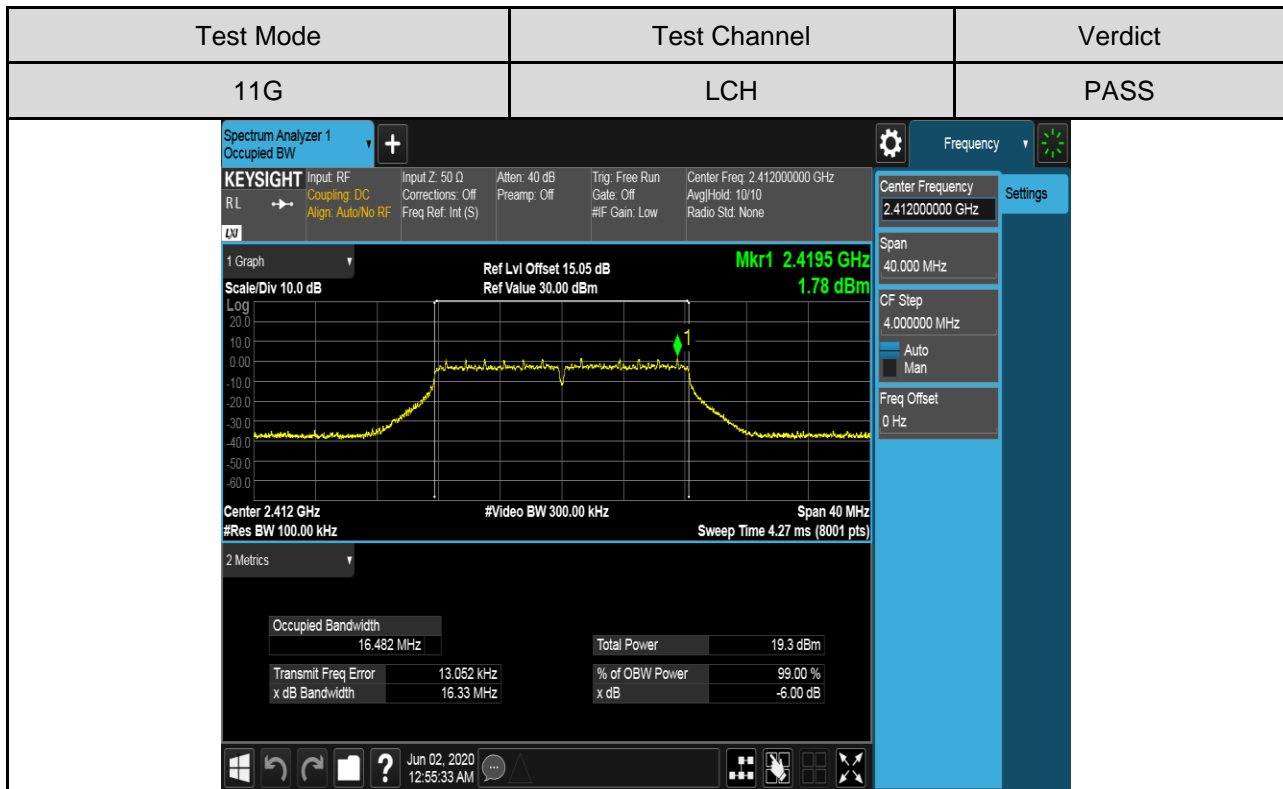 Test Mode Test Channel Verdict
11G LCH PASS
Spectrum Analyzer 1
Occupied BW
+
Frequency
KEYSIGHT Input: RF Input Z: 50 Ω Atten: 40 dB Trig: Free Run Center Freq: 2.412000000 GHz
RL Coupling: DC Corrections: Off Preamp: Off Gate: Off Avg|Hold: 10/10
Align: Auto/No RF Freq Ref: Int (S) #IF Gain: Low Radio Std: None
LXI
Center Frequency
2.412000000 GHz
Settings
Span
40.000 MHz
CF Step
4.000000 MHz
Auto
Man
Freq Offset
0 Hz
1 Graph Ref Lvl Offset 15.05 dB Mkr1 2.4195 GHz
Scale/Div 10.0 dB Ref Value 30.00 dBm 1.78 dBm
Log
20.0
10.0
0.00
-10.0
-20.0
-30.0
-40.0
-50.0
-60.0
1
Center 2.412 GHz #Video BW 300.00 kHz Span 40 MHz
#Res BW 100.00 kHz Sweep Time 4.27 ms (8001 pts)
2 Metrics
Occupied Bandwidth
16.482 MHz Total Power 19.3 dBm
Transmit Freq Error 13.052 kHz % of OBW Power 99.00 %
x dB Bandwidth 16.33 MHz x dB -6.00 dB
? Jun 02, 2020
12:55:33 AM